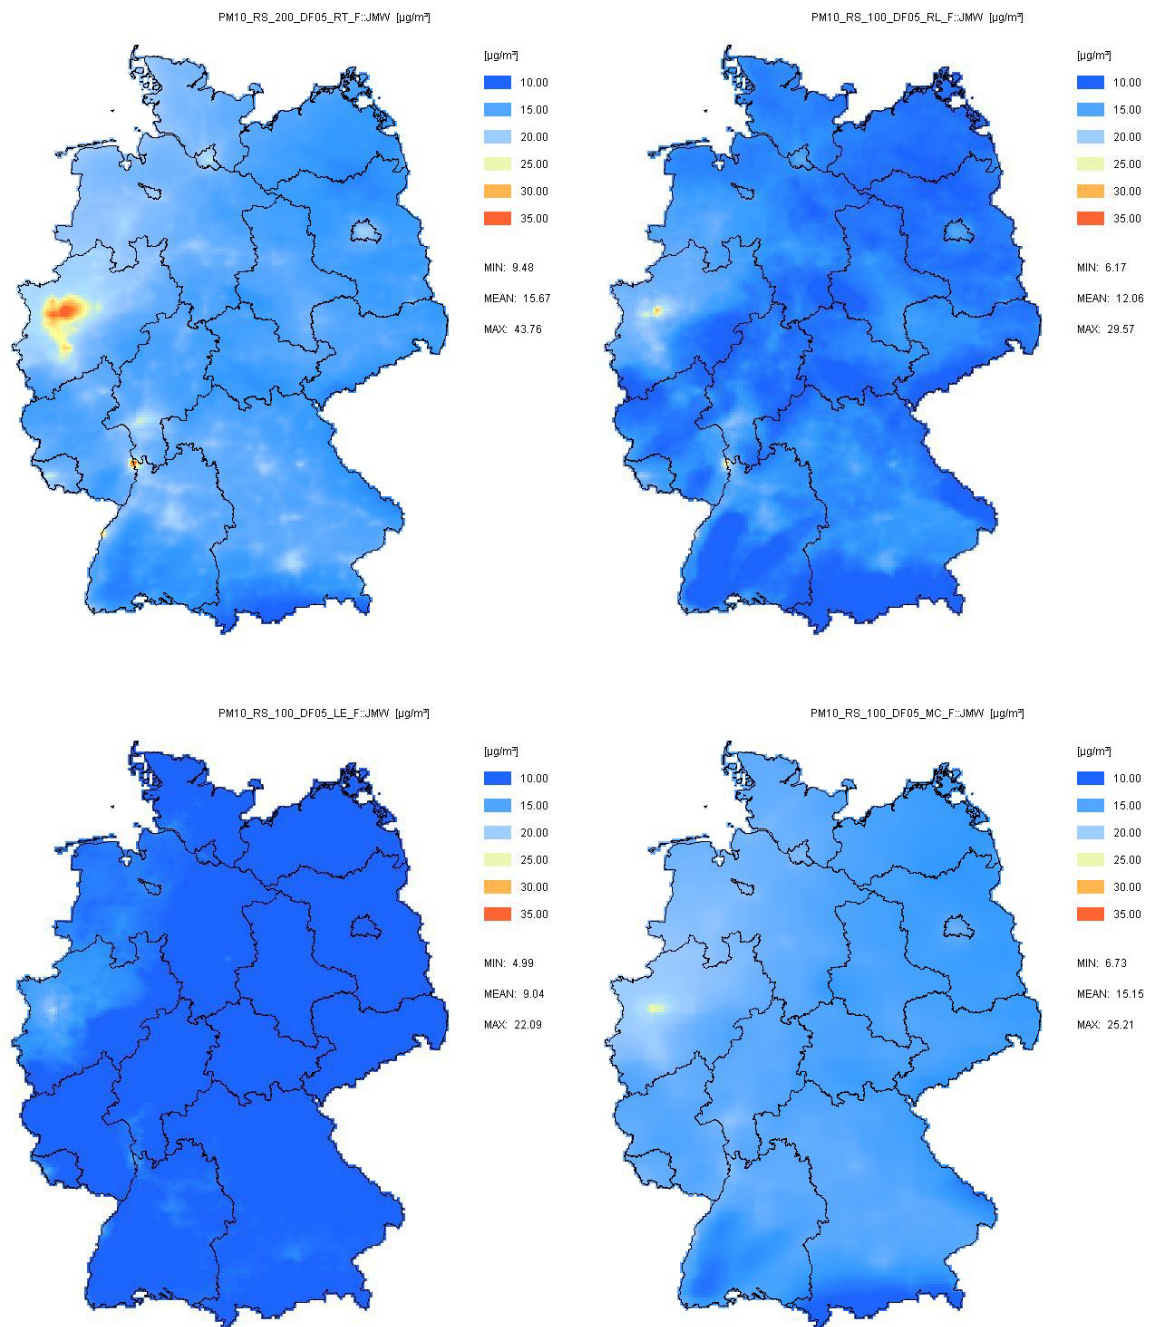 PM10_RS_200_DF05_RT_F::JMW [µg/m³]
[µg/m³]
10.00
15.00
20.00
25.00
30.00
35.00
MIN: 9.48
MEAN: 15.67
MAX: 43.76
PM10_RS_100_DF05_RL_F::JMW [µg/m³]
[µg/m³]
10.00
15.00
20.00
25.00
30.00
35.00
MIN: 6.17
MEAN: 12.06
MAX: 29.57
PM10_RS_100_DF05_LE_F::JMW [µg/m³]
[µg/m³]
10.00
15.00
20.00
25.00
30.00
35.00
MIN: 4.99
MEAN: 9.04
MAX: 22.09
PM10_RS_100_DF05_MC_F::JMW [µg/m³]
[µg/m³]
10.00
15.00
20.00
25.00
30.00
35.00
MIN: 6.73
MEAN: 15.15
MAX: 25.21